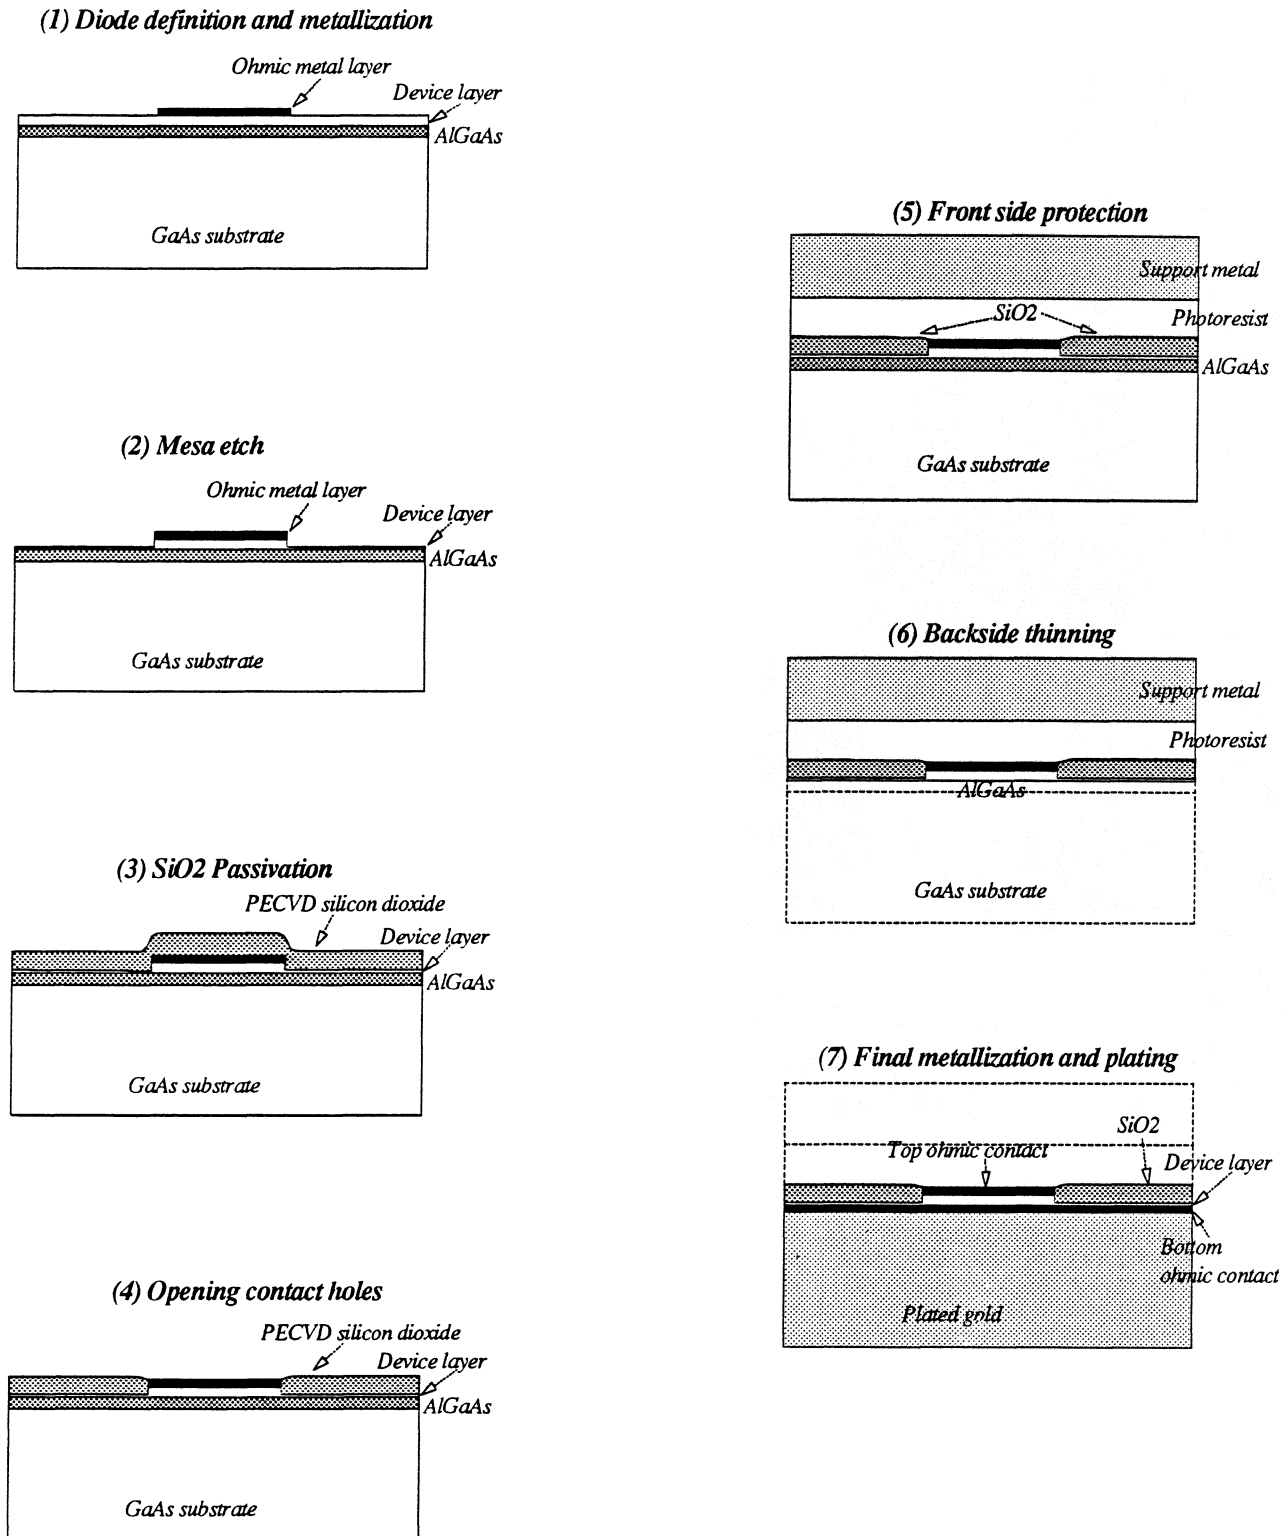 (1) Diode definition and metallization
Ohmic metal layer
Device layer
AlGaAs
GaAs substrate
(2) Mesa etch
Ohmic metal layer
Device layer
AlGaAs
GaAs substrate
(3) SiO2 Passivation
PECVD silicon dioxide
Device layer
AlGaAs
GaAs substrate
(4) Opening contact holes
PECVD silicon dioxide
Device layer
AlGaAs
GaAs substrate
(5) Front side protection
Support metal
SiO2
Photoresist
AlGaAs
GaAs substrate
(6) Backside thinning
Support metal
Photoresist
AlGaAs
GaAs substrate
(7) Final metallization and plating
SiO2
Top ohmic contact
Device layer
Bottom
ohmic contact
Plated gold